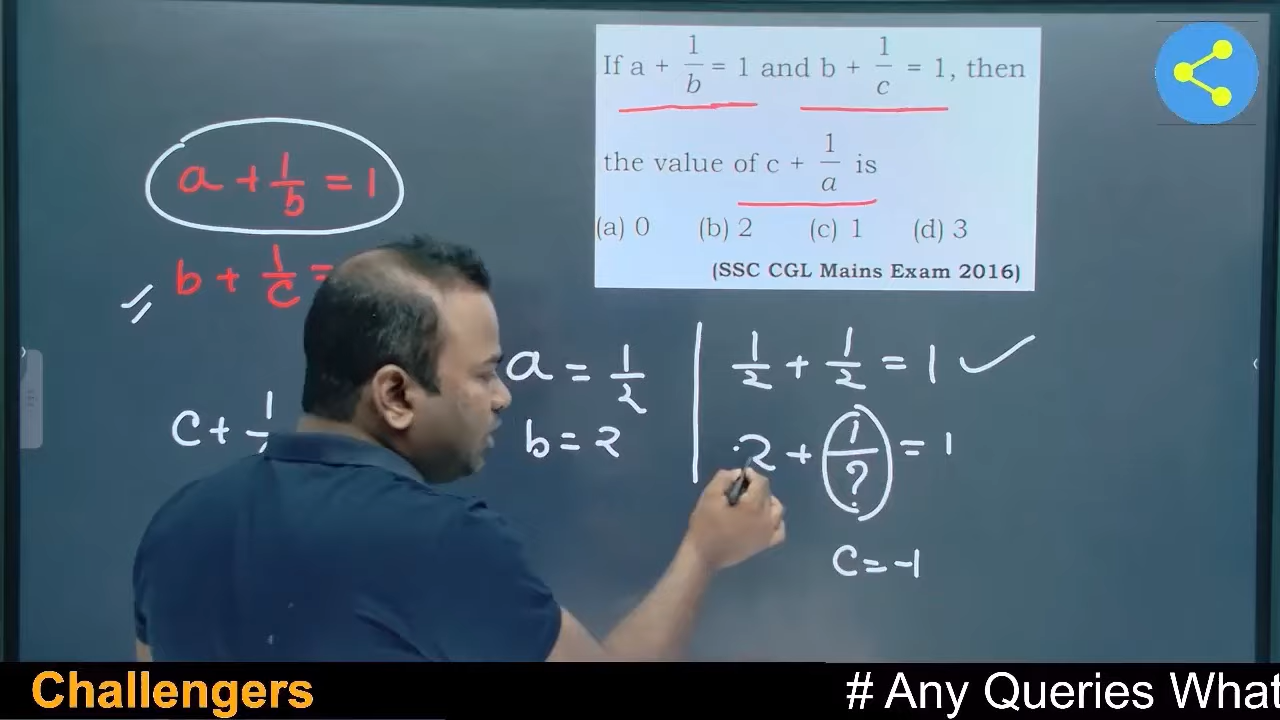 If a + 1/b = 1 and b + 1/c = 1, then
the value of c + 1/a is
(a) 0 (b) 2 (c) 1 (d) 3
(SSC CGL Mains Exam 2016)
a + 1/b = 1
b + 1/c =
c + 1/
a = 1/2
b = 2
1/2 + 1/2 = 1 ✓
2 + 1/? = 1
c = -1
Challengers
# Any Queries What